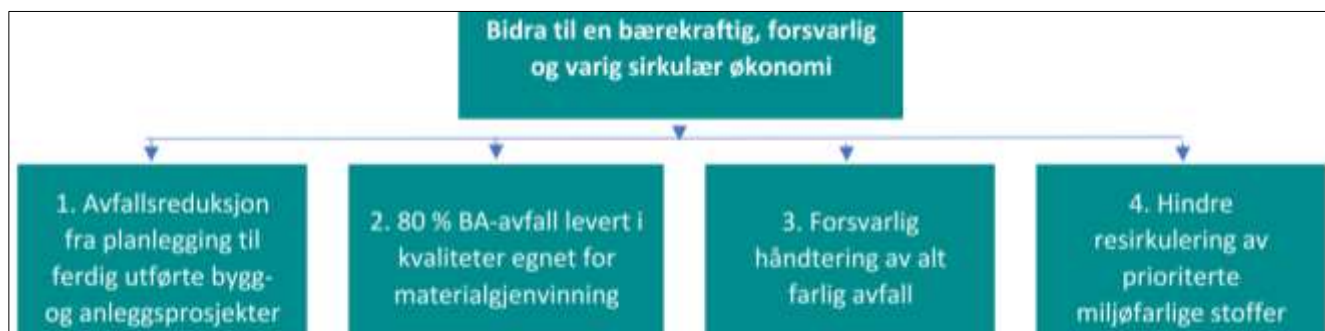 Bidra til en bærekraftig, forsvarlig
og varig sirkulær økonomi
1. Avfallsreduksjon
fra planlegging til
ferdig utførte bygg-
og anleggsprosjekter
2. 80 % BA-avfall levert i
kvaliteter egnet for
materialgjenvinning
3. Forsvarlig
håndtering av alt
farlig avfall
4. Hindre
resirkulering av
prioriterte
miljøfarlige stoffer